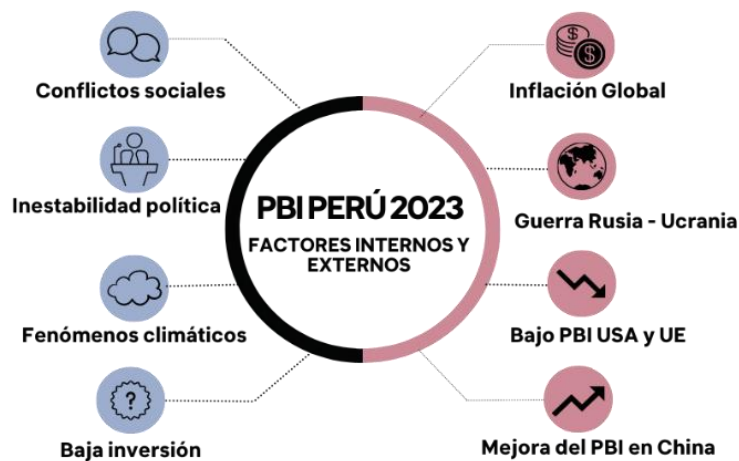 Conflictos sociales
Inestabilidad política
Fenómenos climáticos
?
Baja inversión
PBI PERÚ 2023
FACTORES INTERNOS Y
EXTERNOS
$
$
Inflación Global
Guerra Rusia - Ucrania
Bajo PBI USA y UE
Mejora del PBI en China